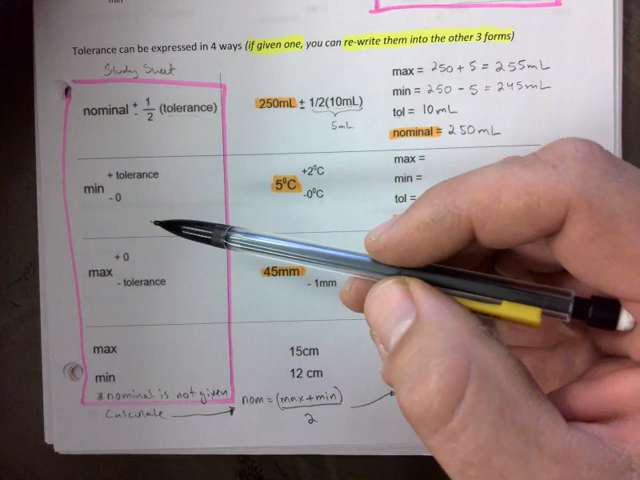 Tolerance can be expressed in 4 ways (if given one, you can re-write them into the other 3 forms)
Study Sheet
nominal ± 1/2 (tolerance)
250mL ± 1/2(10mL)
5mL
max = 250 + 5 = 255mL
min = 250 - 5 = 245mL
tol = 10mL
nominal = 250mL
min + tolerance
- 0
5⁰C +2⁰C
-0⁰C
max =
min =
tol =
max + 0
- tolerance
45mm
- 1mm
max
15cm
min
12 cm
* nominal is not given
Calculate
nom = (max+min)
2